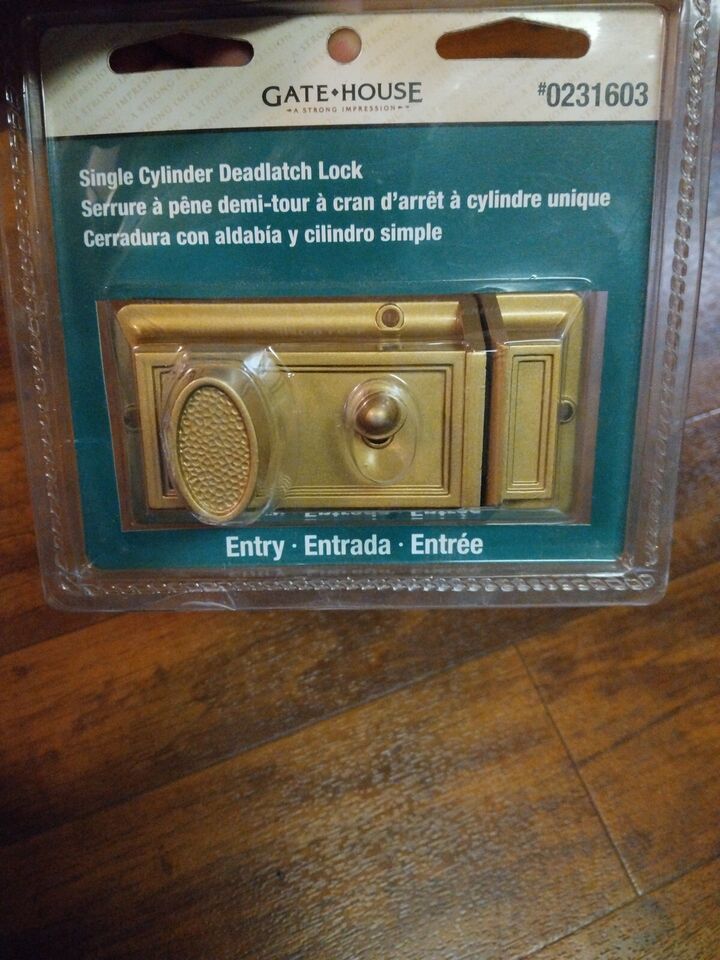 GATE HOUSE
A STRONG IMPRESSION
#0231603
Single Cylinder Deadlatch Lock
Serrure à pêne demi-tour à cran d'arrêt à cylindre unique
Cerradura con aldabía y cilindro simple
Entry · Entrada · Entrée